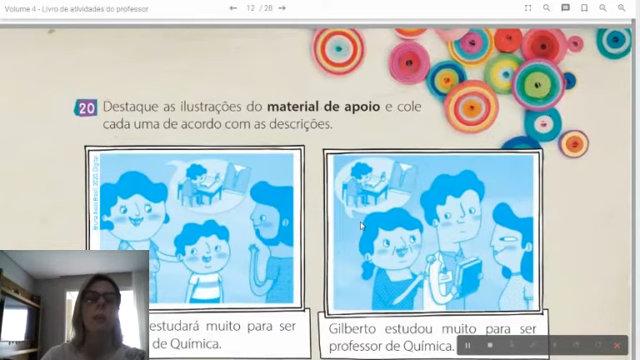 Volume 4 - Livro de atividades do professor
12 / 28
20 Destaque as ilustrações do material de apoio e cole
cada uma de acordo com as descrições.
estudará muito para ser
de Química.
Gilberto estudou muito para ser
professor de Química.